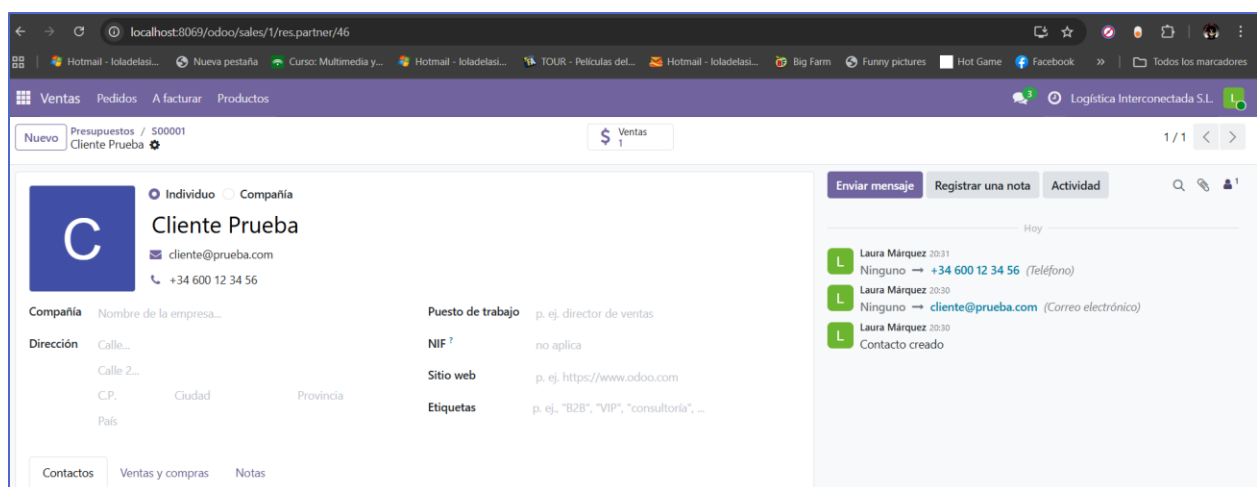 localhost:8069/odoo/sales/1/res.partner/46
Hotmail - loladelasi... Nueva pestaña Curso: Multimedia y... Hotmail - loladelasi... TOUR - Películas del... Hotmail - loladelasi... Big Farm Funny pictures Hot Game Facebook » Todos los marcadores
Ventas Pedidos A facturar Productos 3 Logística Interconectada S.L. L
Nuevo Presupuestos / S00001 $ Ventas 1/1
Cliente Prueba 1
Individuo Compañía
C
Cliente Prueba
cliente@prueba.com
+34 600 12 34 56
Compañía Nombre de la empresa...
Dirección Calle...
Calle 2...
C.P. Ciudad Provincia
País
Puesto de trabajo p. ej. director de ventas
NIF ? no aplica
Sitio web p. ej. https://www.odoo.com
Etiquetas p. ej., "B2B", "VIP", "consultoría", ...
Contactos Ventas y compras Notas
Enviar mensaje Registrar una nota Actividad 1
Hoy
L Laura Márquez 20:31
Ninguno → +34 600 12 34 56 (Teléfono)
L Laura Márquez 20:30
Ninguno → cliente@prueba.com (Correo electrónico)
L Laura Márquez 20:30
Contacto creado